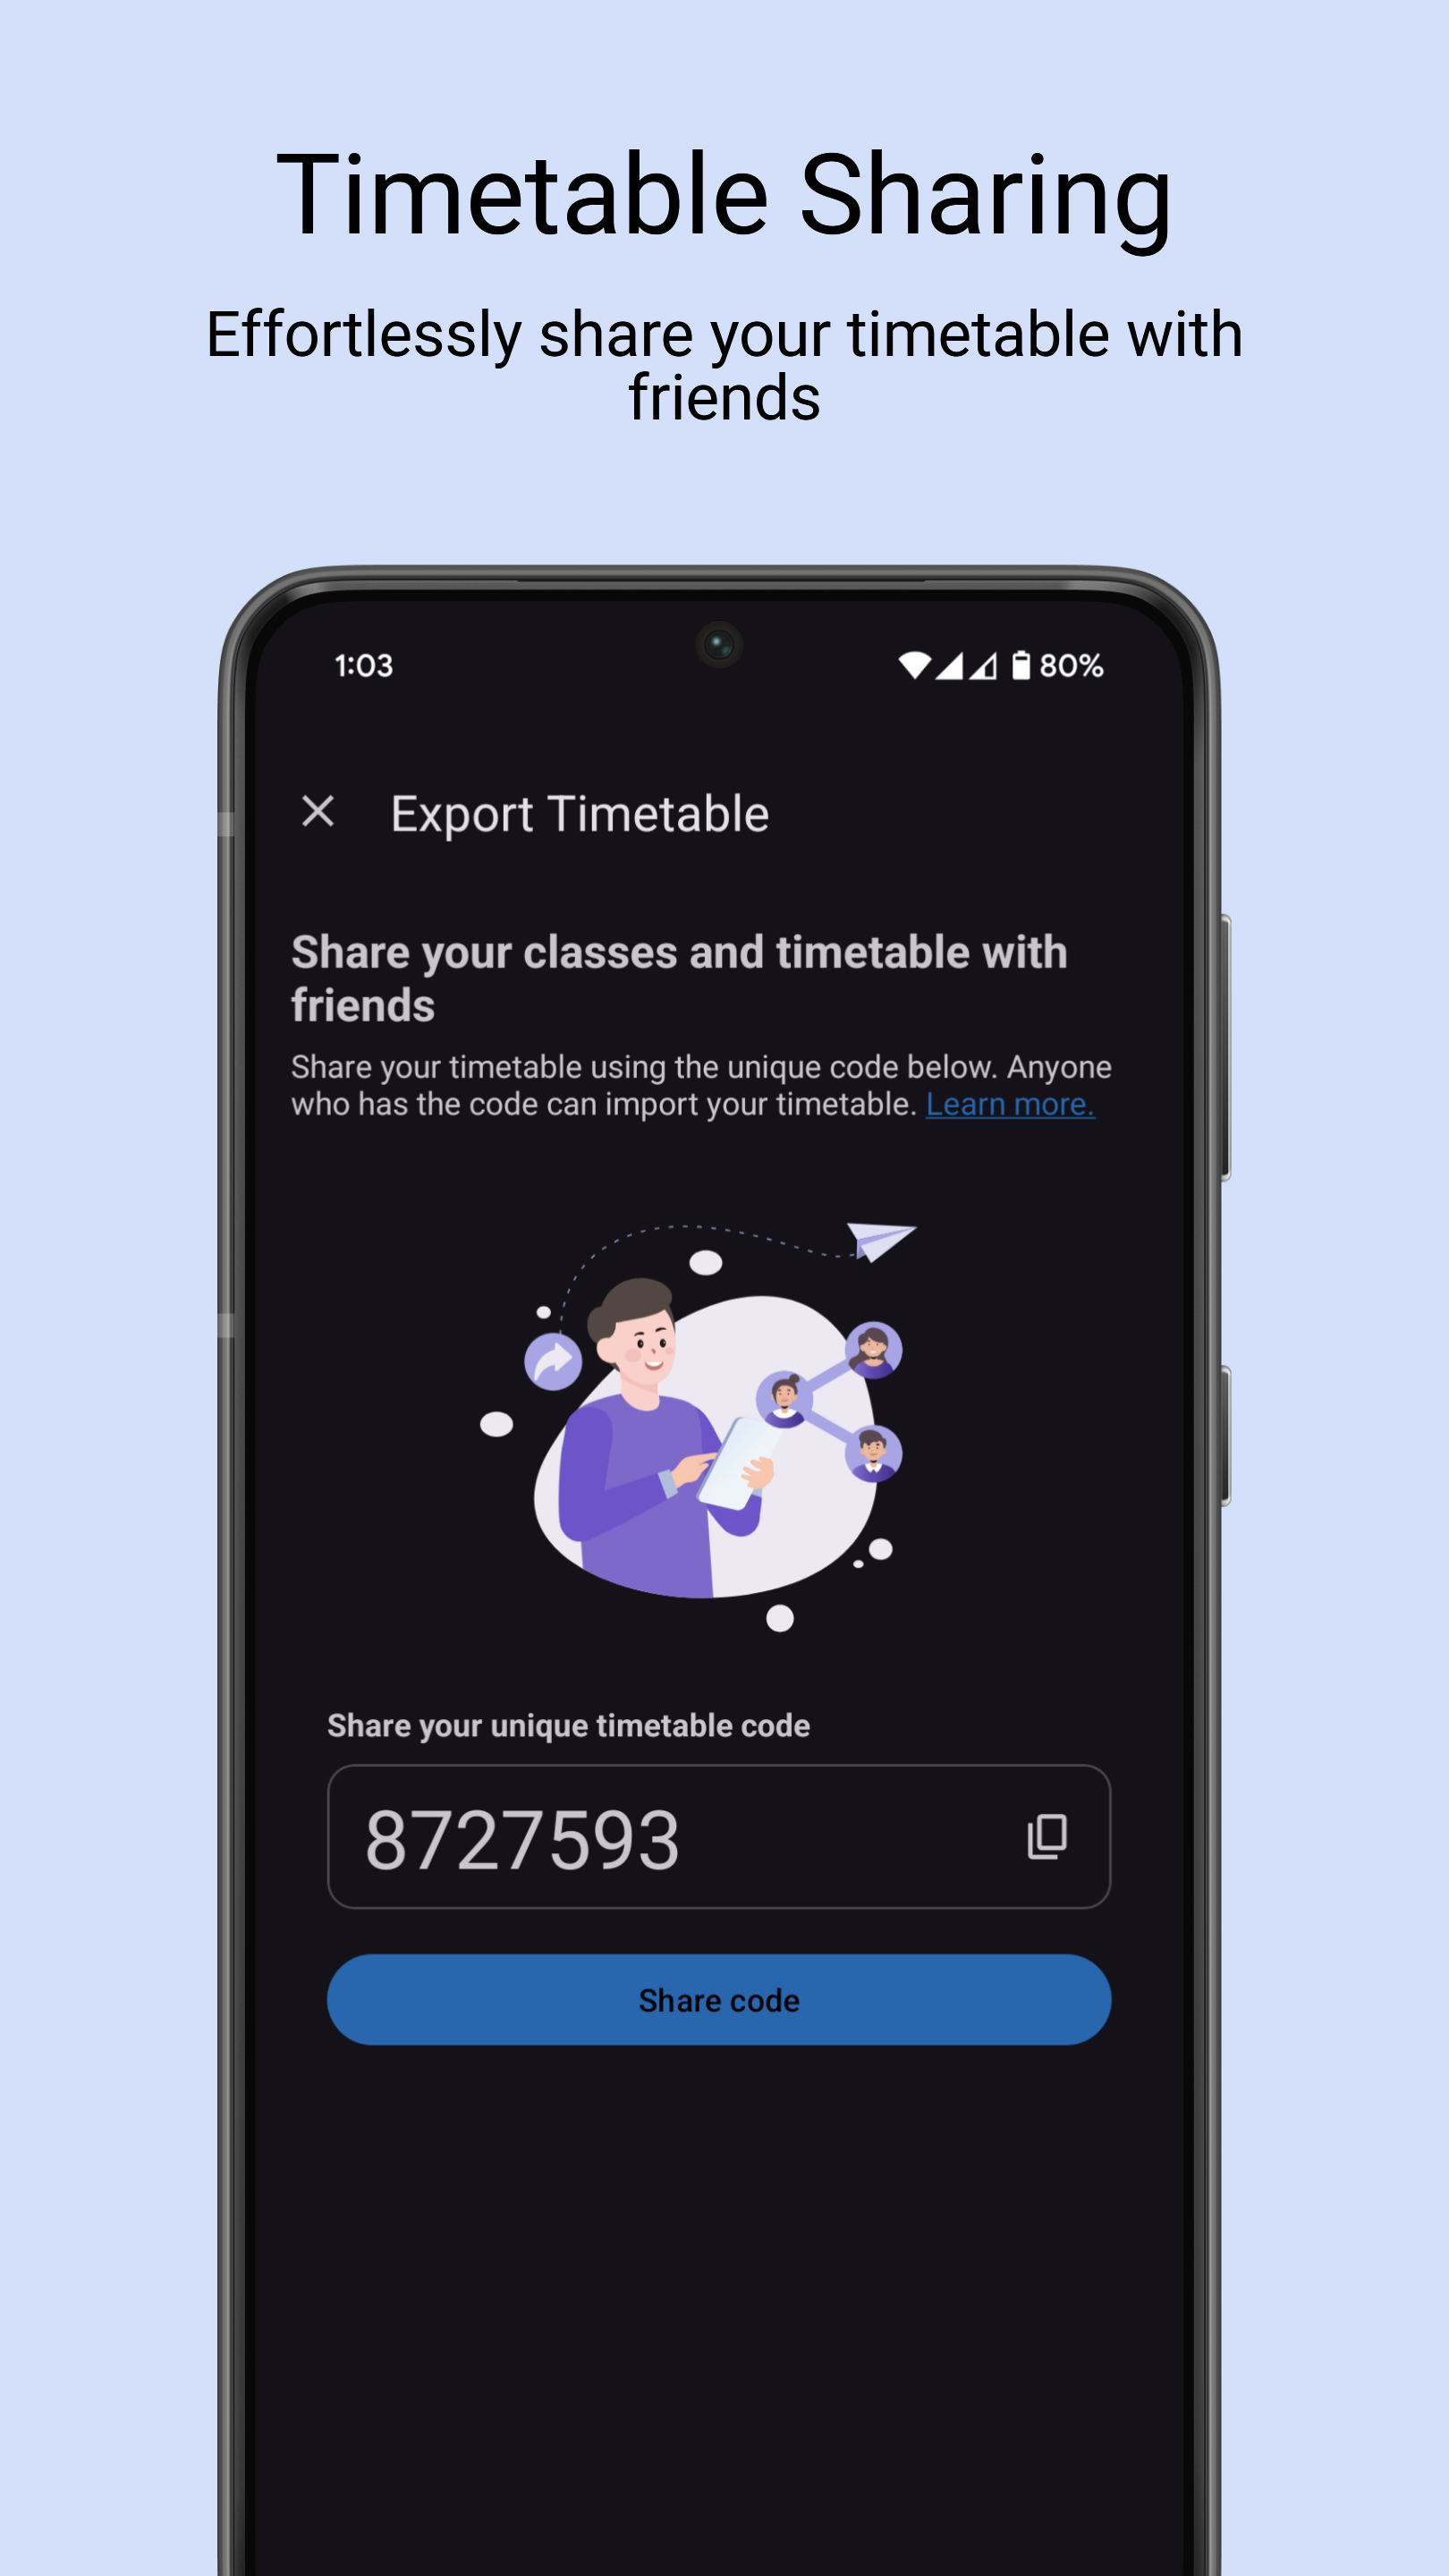 Timetable Sharing
Effortlessly share your timetable with
friends
1:03
80%
Export Timetable
Share your classes and timetable with
friends
Share your timetable using the unique code below. Anyone
who has the code can import your timetable. Learn more.
Share your unique timetable code
8727593
Share code